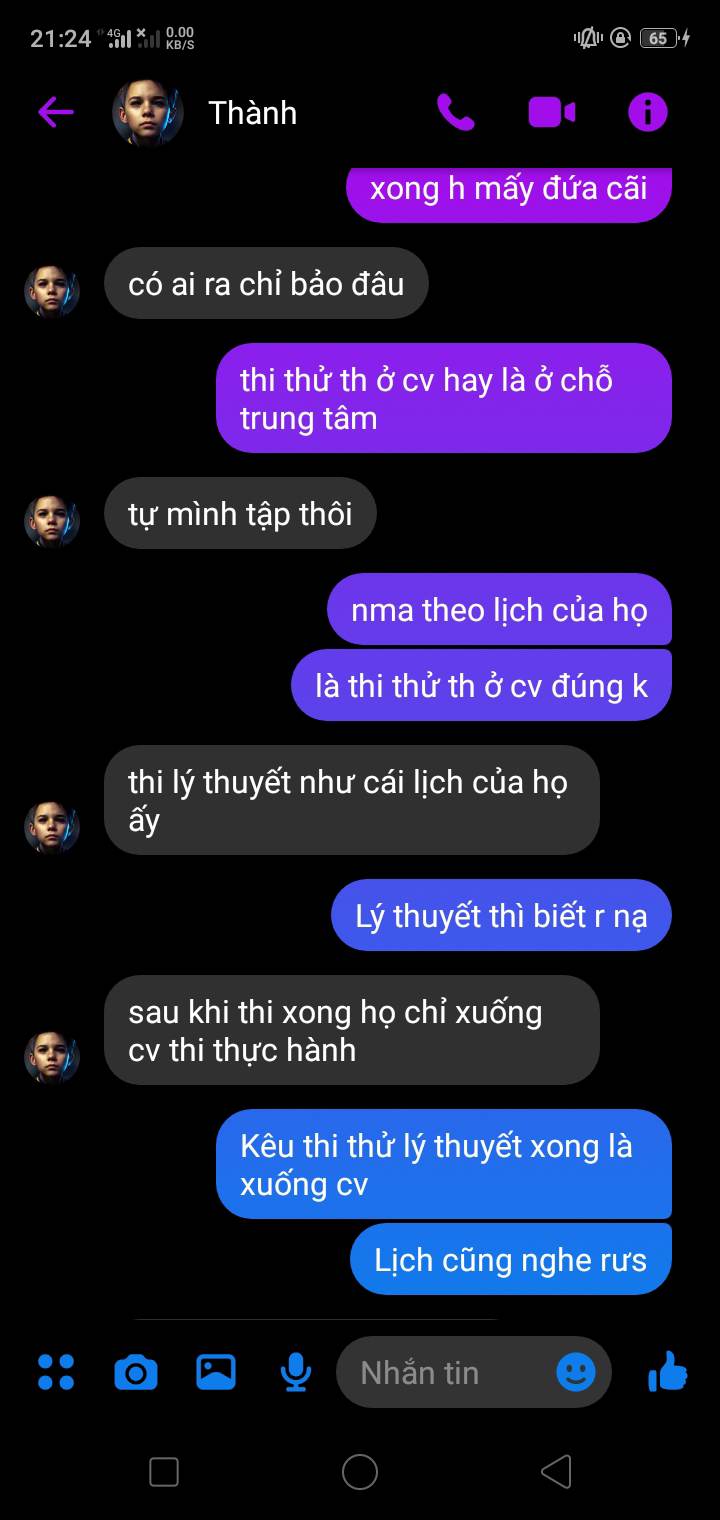 21:24 4G 0.00 KB/S 65
Thành
xong h mấy đứa cãi
có ai ra chỉ bảo đâu
thi thử th ở cv hay là ở chỗ
trung tâm
tự mình tập thôi
nma theo lịch của họ
là thi thử th ở cv đúng k
thi lý thuyết như cái lịch của họ
ấy
Lý thuyết thì biết r nạ
sau khi thi xong họ chỉ xuống
cv thi thực hành
Kêu thi thử lý thuyết xong là
xuống cv
Lịch cũng nghe rưs
Nhắn tin